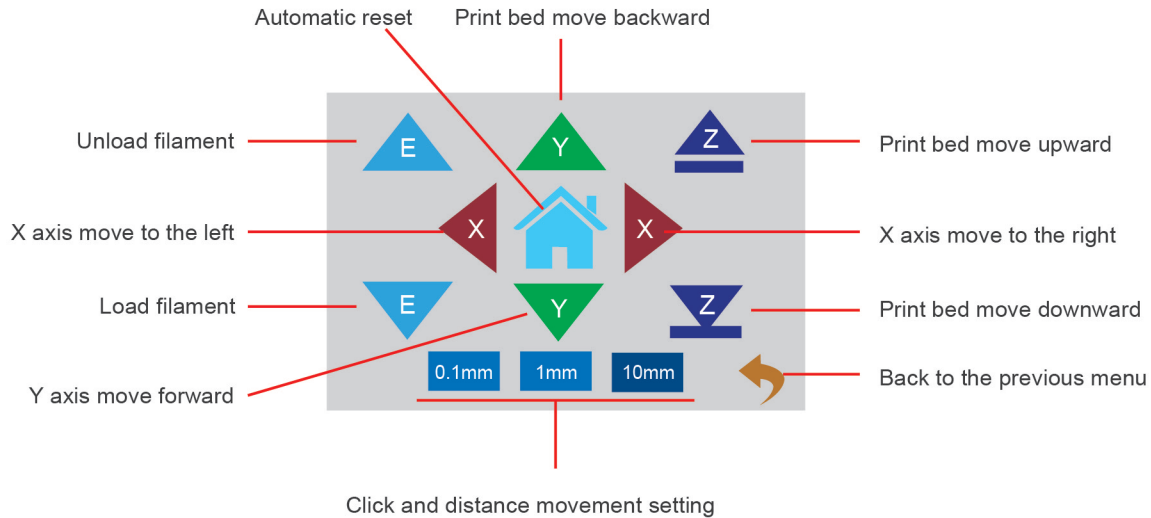 Automatic reset
Print bed move backward
Unload filament
E
Y
Z
Print bed move upward
X axis move to the left
X
X
X axis move to the right
Load filament
E
Y
Z
Print bed move downward
Y axis move forward
0.1mm
1mm
10mm
Back to the previous menu
Click and distance movement setting